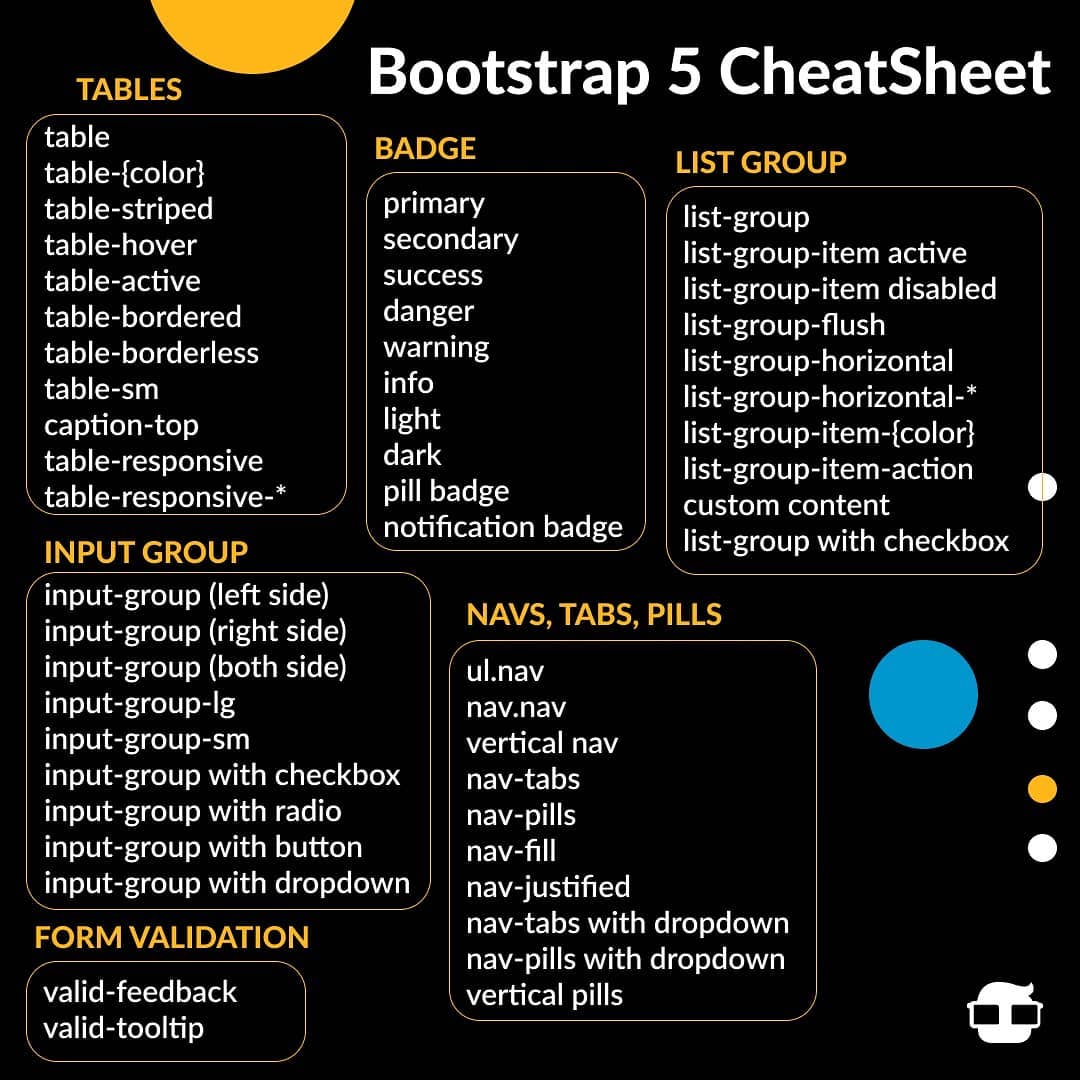 Bootstrap 5 CheatSheet
TABLES
table
table-{color}
table-striped
table-hover
table-active
table-bordered
table-borderless
table-sm
caption-top
table-responsive
table-responsive-*
BADGE
primary
secondary
success
danger
warning
info
light
dark
pill badge
notification badge
LIST GROUP
list-group
list-group-item active
list-group-item disabled
list-group-flush
list-group-horizontal
list-group-horizontal-*
list-group-item-{color}
list-group-item-action
custom content
list-group with checkbox
INPUT GROUP
input-group (left side)
input-group (right side)
input-group (both side)
input-group-lg
input-group-sm
input-group with checkbox
input-group with radio
input-group with button
input-group with dropdown
NAVS, TABS, PILLS
ul.nav
nav.nav
vertical nav
nav-tabs
nav-pills
nav-fill
nav-justified
nav-tabs with dropdown
nav-pills with dropdown
vertical pills
FORM VALIDATION
valid-feedback
valid-tooltip